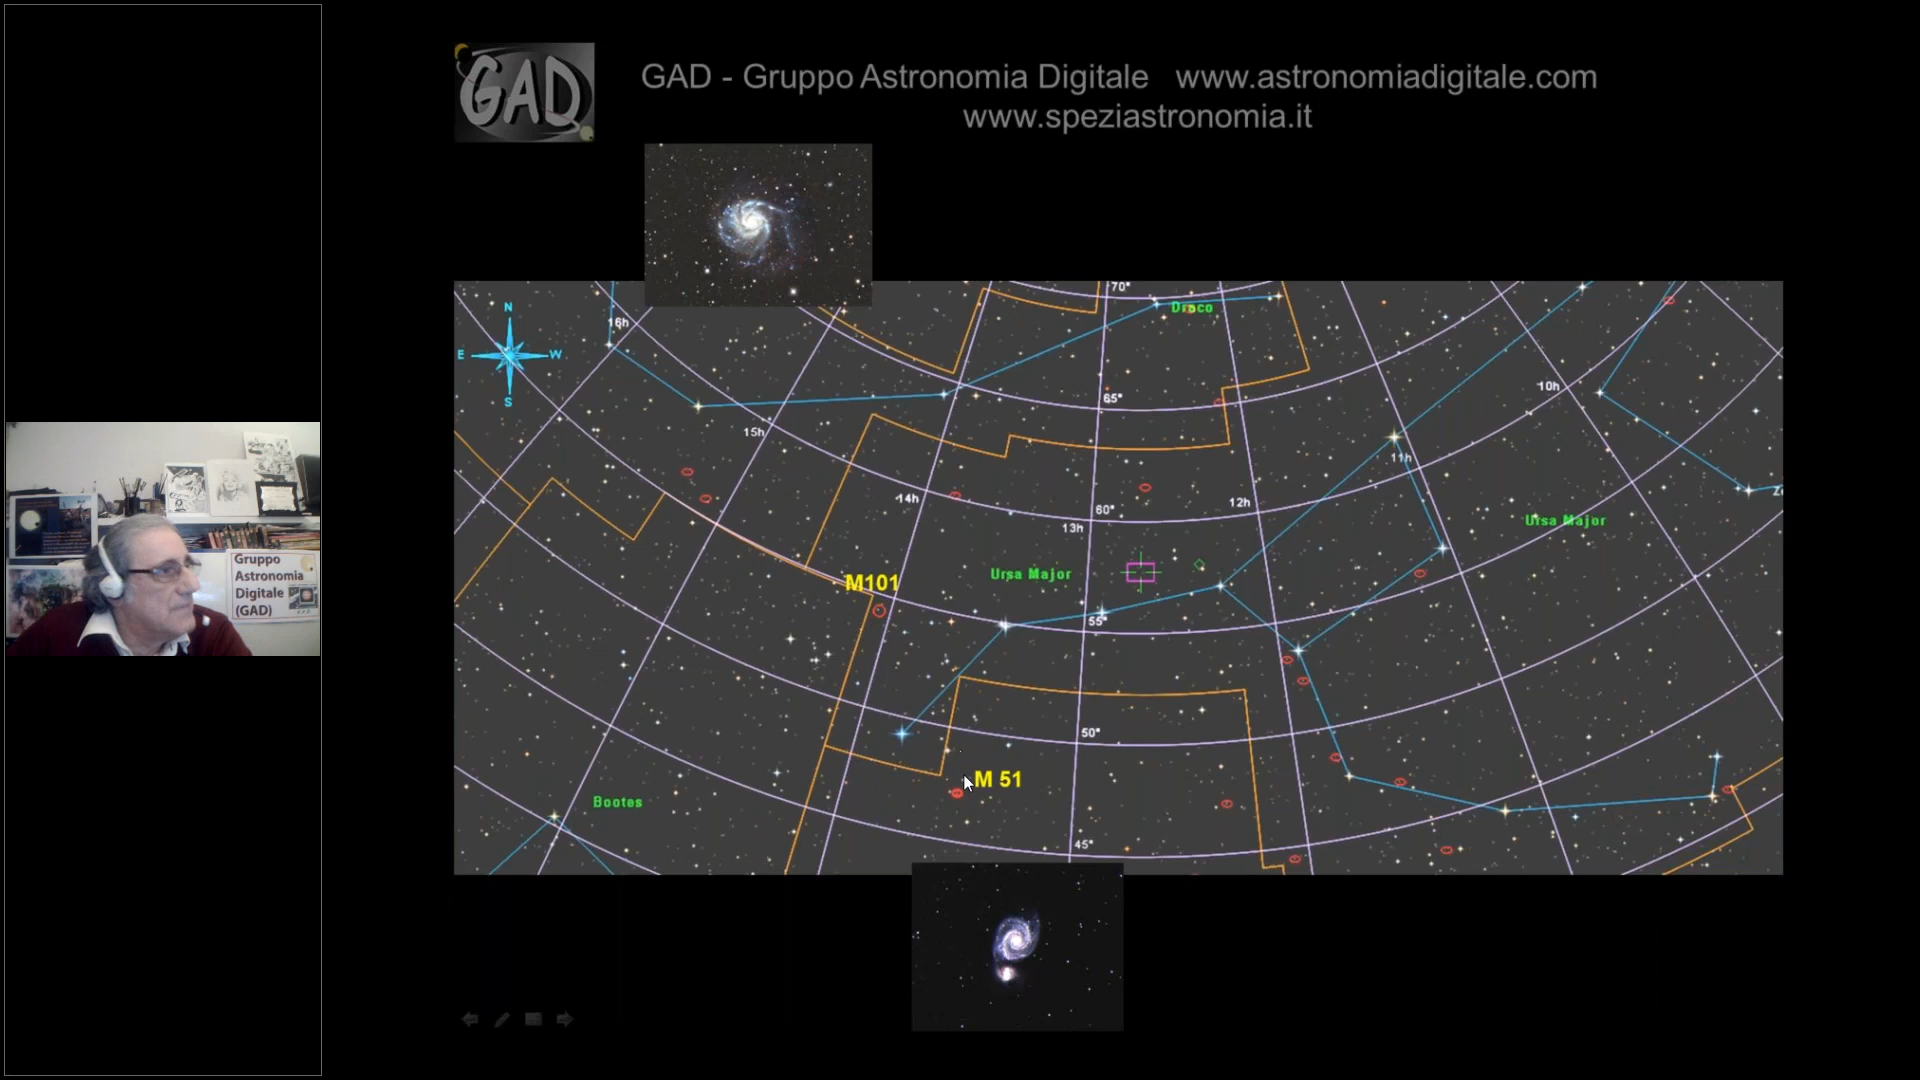 GAD
GAD - Gruppo Astronomia Digitale www.astronomiadigitale.com
www.speziastronomia.it
70°
Draco
N
16h
E
W
S
65°
10h
15h
11h
14h
12h
60°
13h
Ursa Major
Ursa Major
M101
55°
50°
M 51
Bootes
45°
Gruppo
Astronomia
Digitale
(GAD)